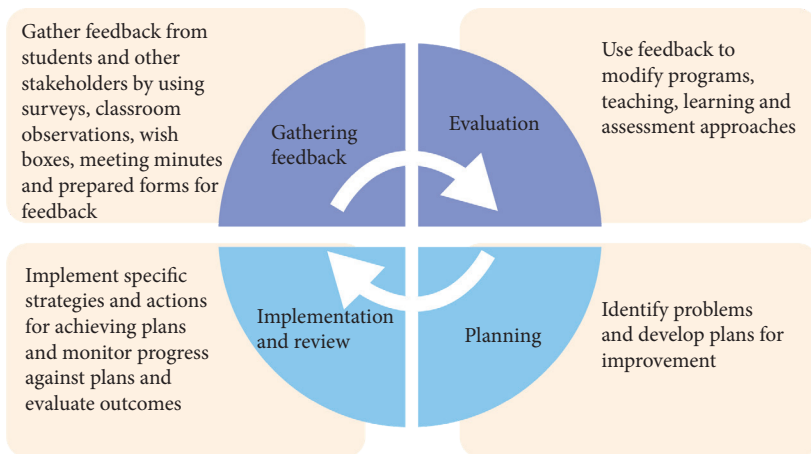 Gather feedback from
students and other
stakeholders by using
surveys, classroom
observations, wish
boxes, meeting minutes
and prepared forms for
feedback
Gathering
feedback
Evaluation
Use feedback to
modify programs,
teaching, learning and
assessment approaches
Implement specific
strategies and actions
for achieving plans
and monitor progress
against plans and
evaluate outcomes
Implementation
and review
Planning
Identify problems
and develop plans for
improvement